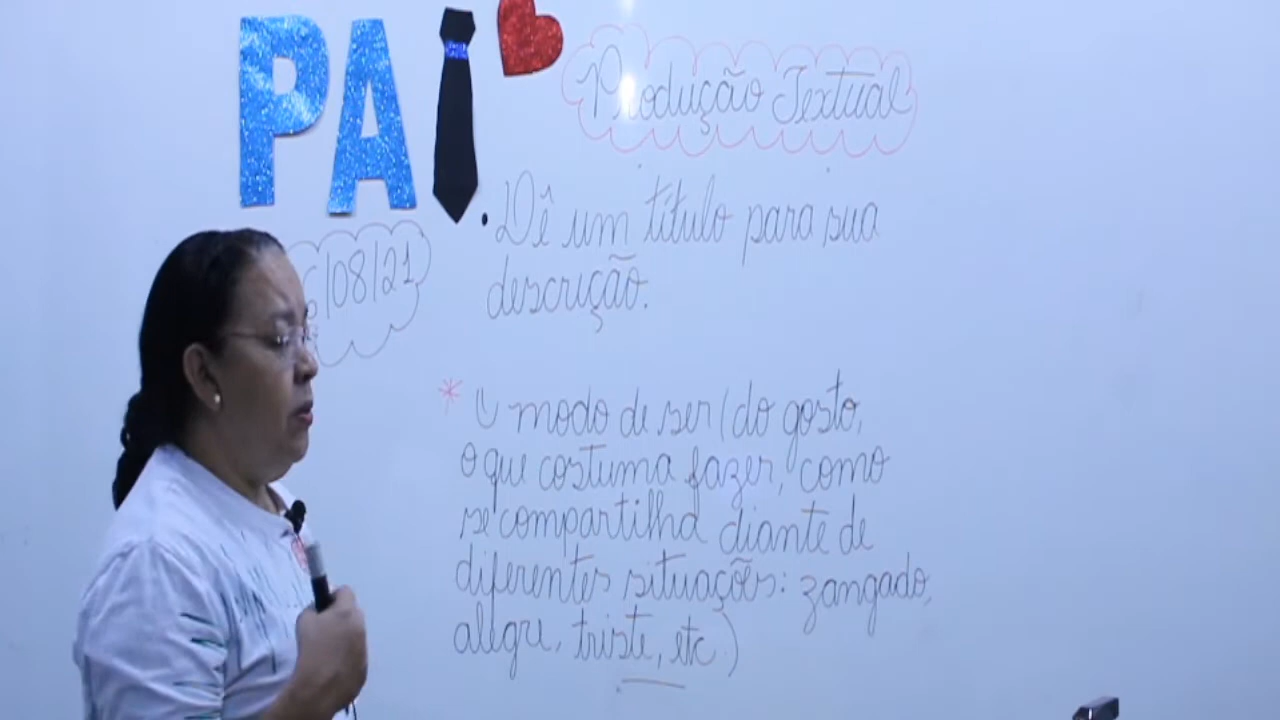 PAI
Produção Textual
.Dê um título para sua
descrição.
6/08/21
* O modo de ser (do gosto,
o que costuma fazer, como
se compartilha diante de
diferentes situações: zangado,
alegre, triste, etc.)